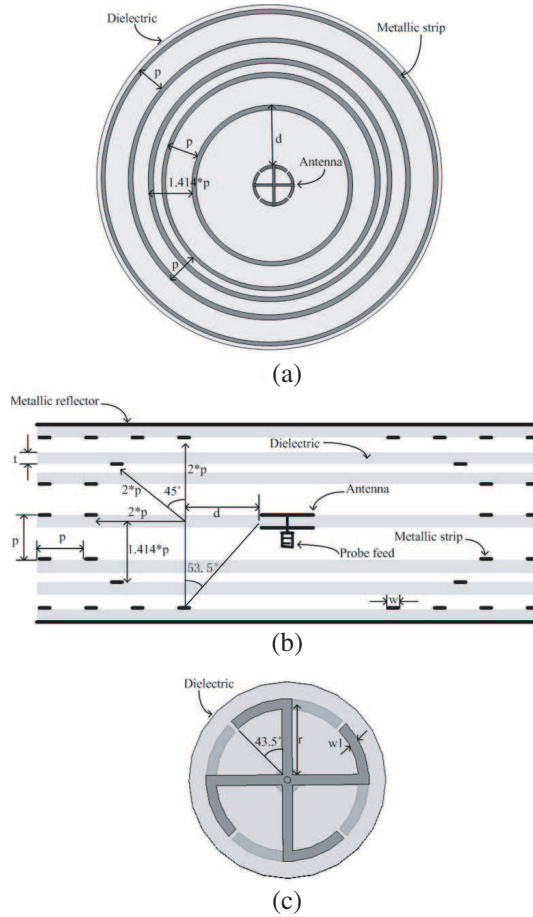 Dielectric
Metallic strip
p
d
p
Antenna
1.414*p
p
(a)
Metallic reflector
Dielectric
t
2*p
2*p
45°
Antenna
2*p
d
Metallic strip
p
p
1.414*p
Probe feed
53.5°
w
(b)
Dielectric
r
w1
43.5°
(c)